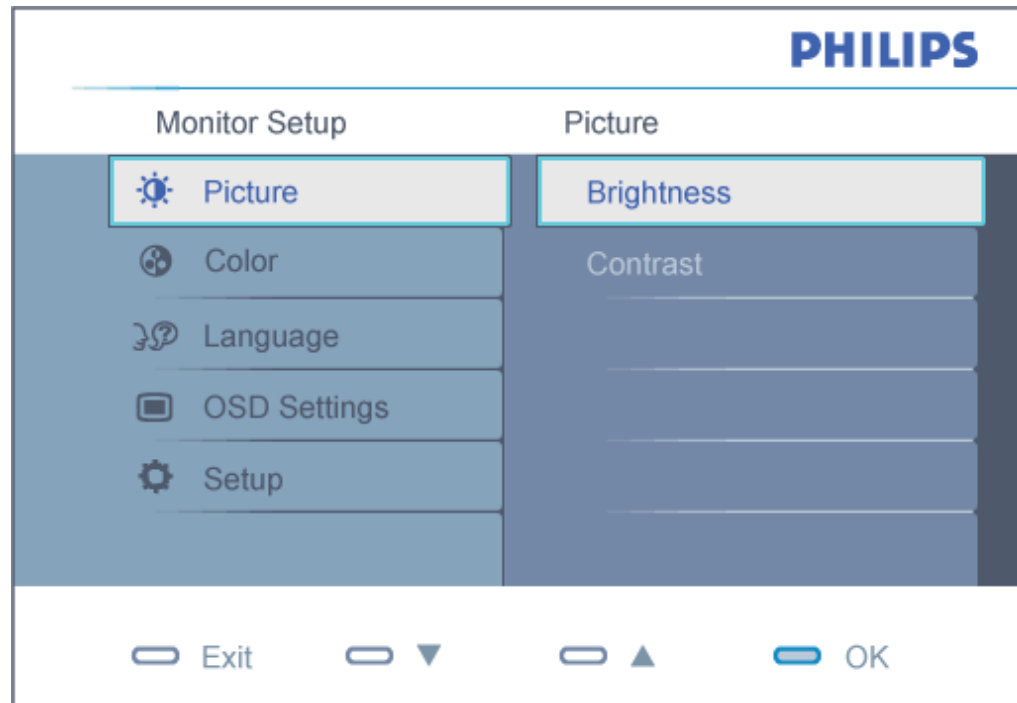 PHILIPS
Monitor Setup
Picture
Picture
Brightness
Color
Contrast
Language
OSD Settings
Setup
Exit ▼ ▲ OK